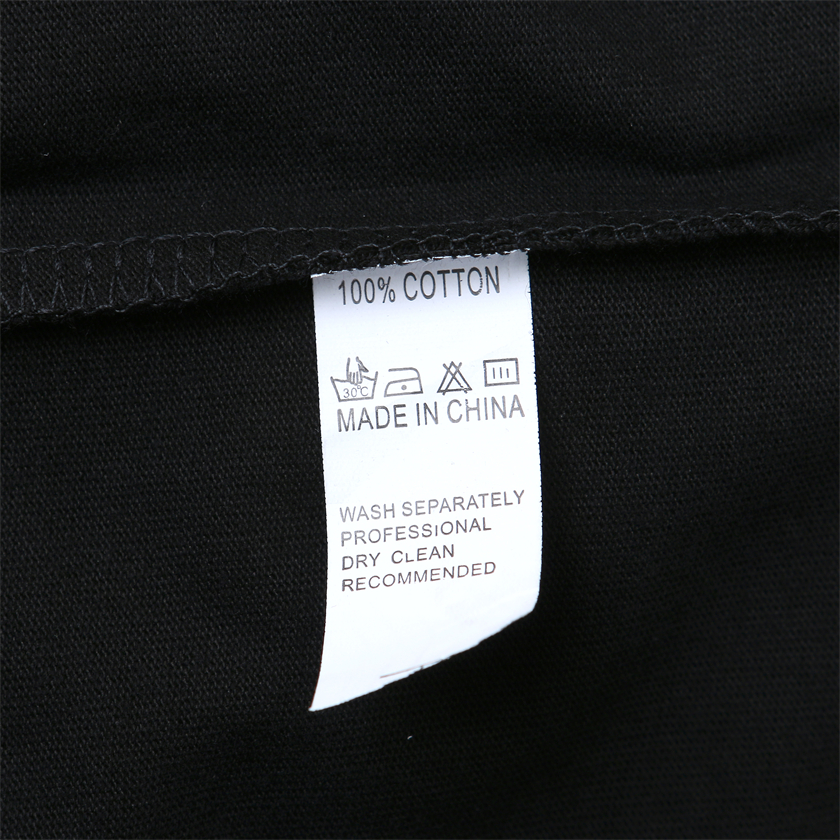 100% COTTON
30°C
MADE IN CHINA
WASH SEPARATELY
PROFESSIONAL
DRY CLEAN
RECOMMENDED